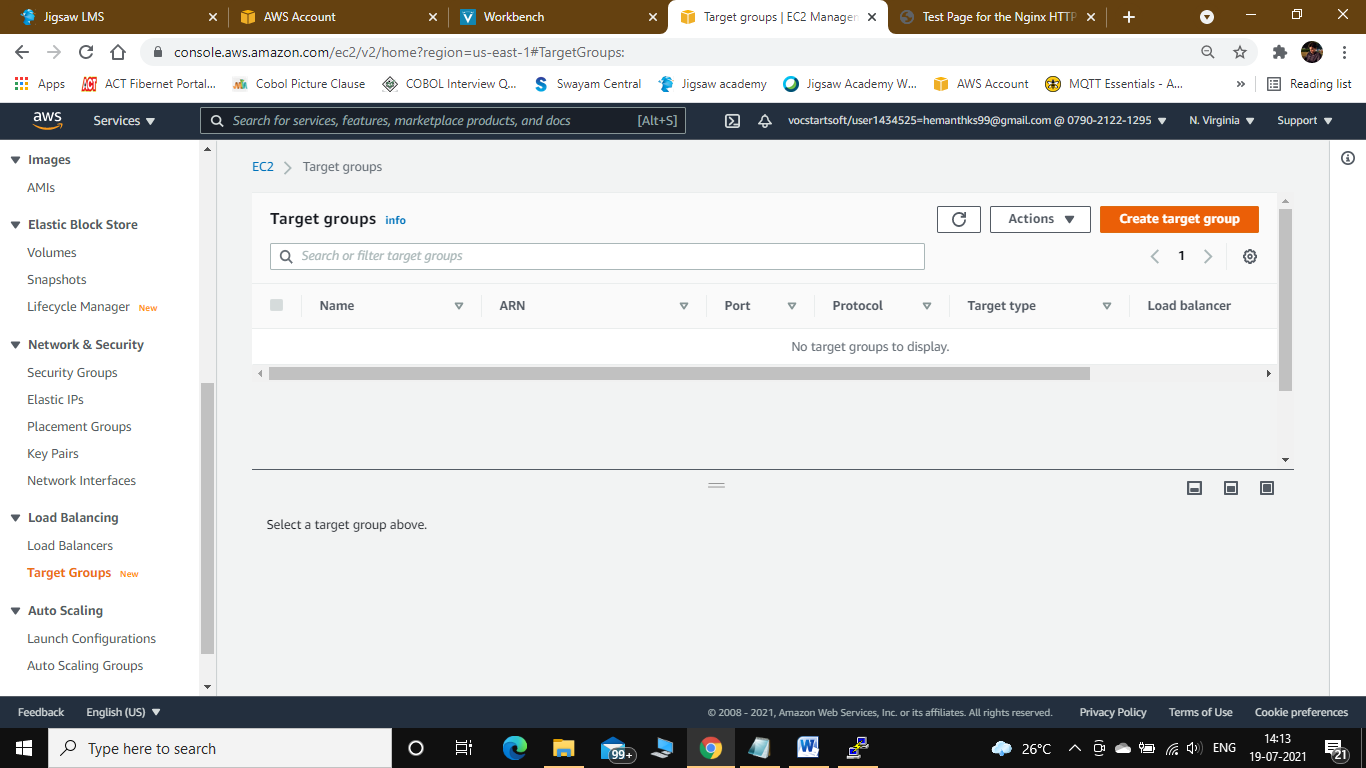 Jigsaw LMS
AWS Account
Workbench
Target groups | EC2 Managem
Test Page for the Nginx HTTP
console.aws.amazon.com/ec2/v2/home?region=us-east-1#TargetGroups:
Apps
ACT Fibernet Portal...
Cobol Picture Clause
COBOL Interview Q...
Swayam Central
Jigsaw academy
Jigsaw Academy W...
AWS Account
MQTT Essentials - A...
»
Reading list
aws
Services
Search for services, features, marketplace products, and docs
[Alt+S]
vocstartsoft/user1434525=hemanthks99@gmail.com @ 0790-2122-1295
N. Virginia
Support
Images
AMIs
Elastic Block Store
Volumes
Snapshots
Lifecycle Manager New
Network & Security
Security Groups
Elastic IPs
Placement Groups
Key Pairs
Network Interfaces
Load Balancing
Load Balancers
Target Groups New
Auto Scaling
Launch Configurations
Auto Scaling Groups
EC2 > Target groups
Target groups info
Actions
Create target group
Search or filter target groups
1
Name
ARN
Port
Protocol
Target type
Load balancer
No target groups to display.
Select a target group above.
Feedback
English (US)
© 2008 - 2021, Amazon Web Services, Inc. or its affiliates. All rights reserved.
Privacy Policy
Terms of Use
Cookie preferences
Type here to search
99+
26°C
ENG
14:13
19-07-2021
21